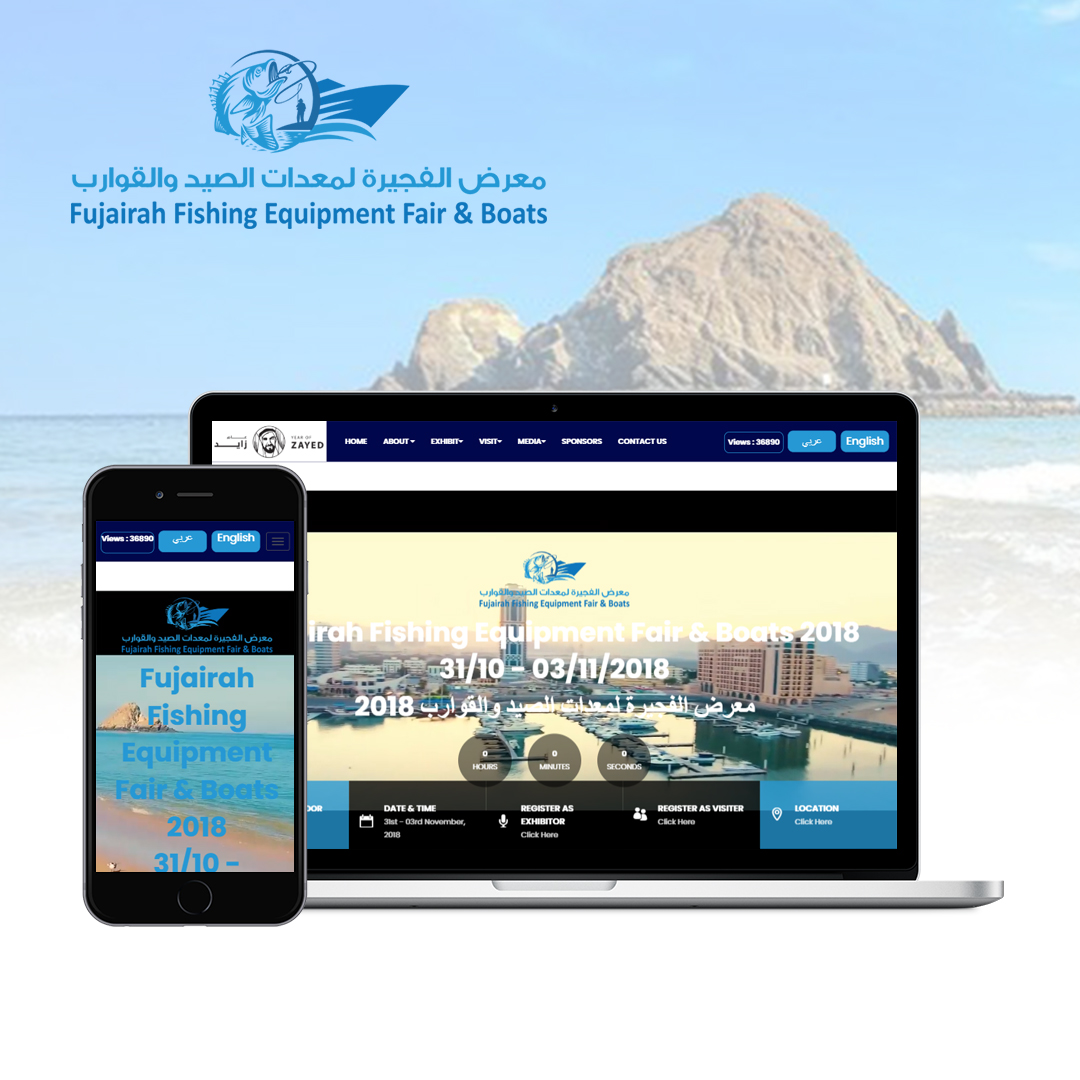 معرض الفجيرة لمعدات الصيد والقوارب
Fujairah Fishing Equipment Fair & Boats
عام زايد
YEAR OF ZAYED
HOME ABOUT EXHIBIT VISIT MEDIA SPONSORS CONTACT US
Views : 36890 عربي English
معرض الفجيرة لمعدات الصيد والقوارب
Fujairah Fishing Equipment Fair & Boats
irah Fishing Equipment Fair & Boats 2018
31/10 - 03/11/2018
معرض الفجيرة لمعدات الصيد والقوارب 2018
0 0 0
HOURS MINUTES SECONDS
OOR
DATE & TIME
31st - 03rd November,
2018
REGISTER AS
EXHIBITOR
Click Here
REGISTER AS VISITER
Click Here
LOCATION
Click Here
Views : 36890 عربي English
معرض الفجيرة لمعدات الصيد والقوارب
Fujairah Fishing Equipment Fair & Boats
Fujairah
Fishing
Equipment
Fair & Boats
2018
31/10 -